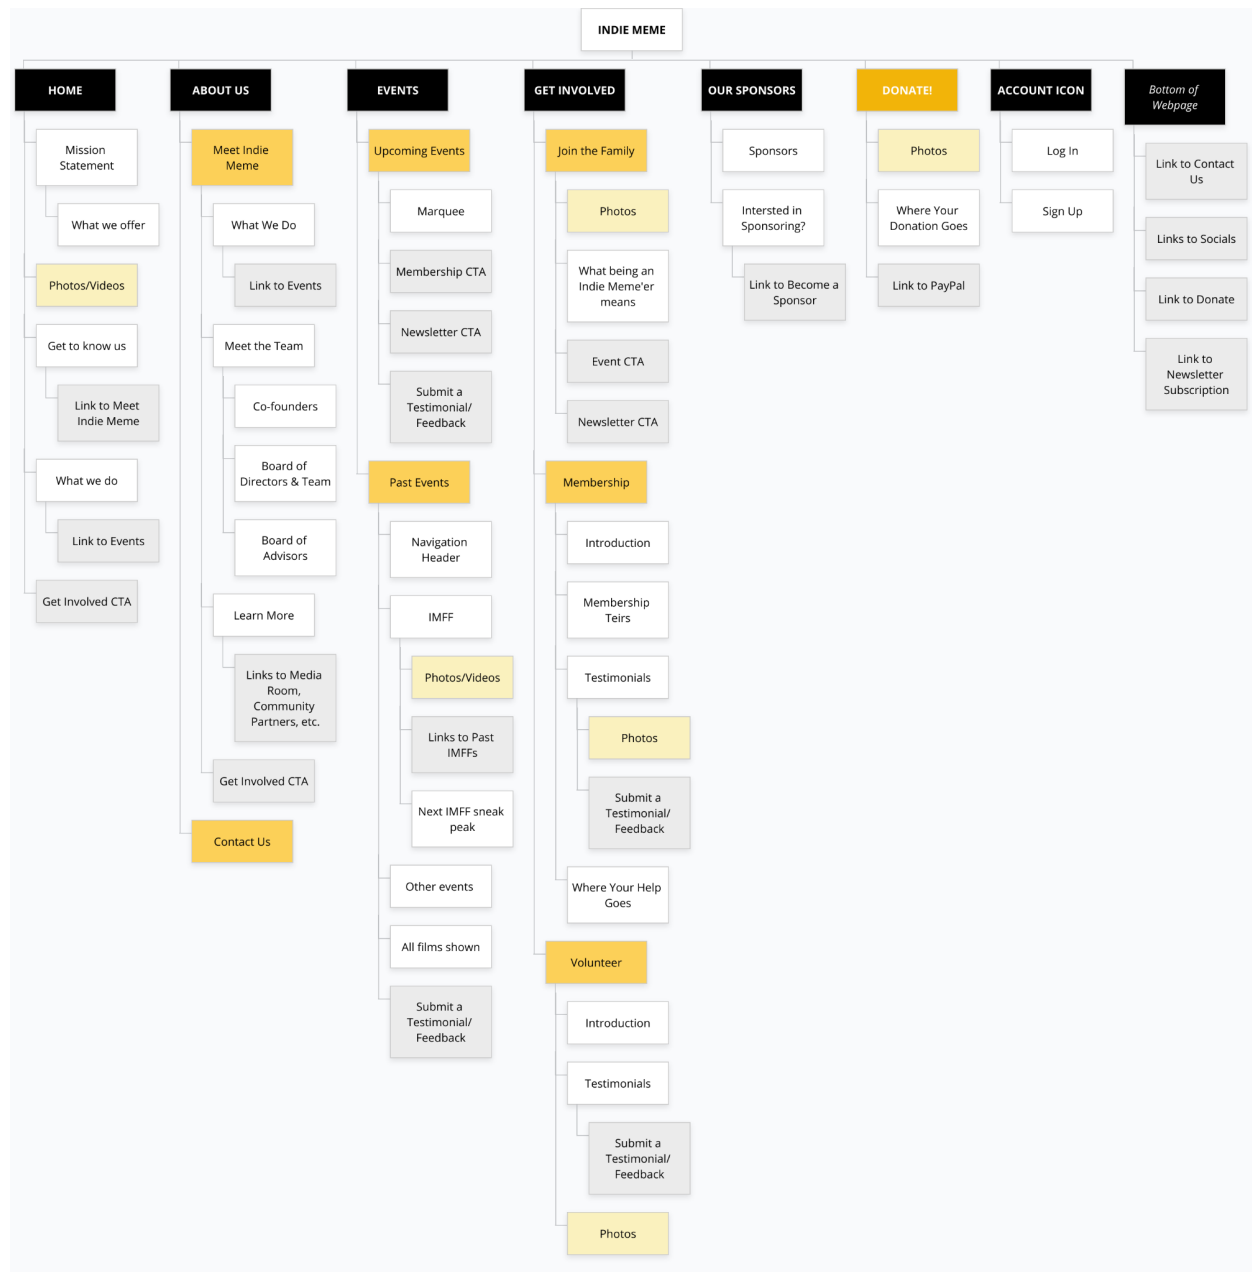 INDIE MEME
HOME
Mission
Statement
What we offer
Photos/Videos
Get to know us
Link to Meet
Indie Meme
What we do
Link to Events
Get Involved CTA
ABOUT US
Meet Indie
Meme
What We Do
Link to Events
Meet the Team
Co-founders
Board of
Directors & Team
Board of
Advisors
Learn More
Links to Media
Room,
Community
Partners, etc.
Get Involved CTA
Contact Us
EVENTS
Upcoming Events
Marquee
Membership CTA
Newsletter CTA
Submit a
Testimonial/
Feedback
Past Events
Navigation
Header
IMFF
Photos/Videos
Links to Past
IMFFs
Next IMFF sneak
peak
Other events
All films shown
Submit a
Testimonial/
Feedback
GET INVOLVED
Join the Family
Photos
What being an
Indie Meme'er
means
Event CTA
Newsletter CTA
Membership
Introduction
Membership
Teirs
Testimonials
Photos
Submit a
Testimonial/
Feedback
Where Your Help
Goes
Volunteer
Introduction
Testimonials
Submit a
Testimonial/
Feedback
Photos
OUR SPONSORS
Sponsors
Intersted in
Sponsoring?
Link to Become a
Sponsor
DONATE!
Photos
Where Your
Donation Goes
Link to PayPal
ACCOUNT ICON
Log In
Sign Up
Bottom of
Webpage
Link to Contact
Us
Links to Socials
Link to Donate
Link to
Newsletter
Subscription